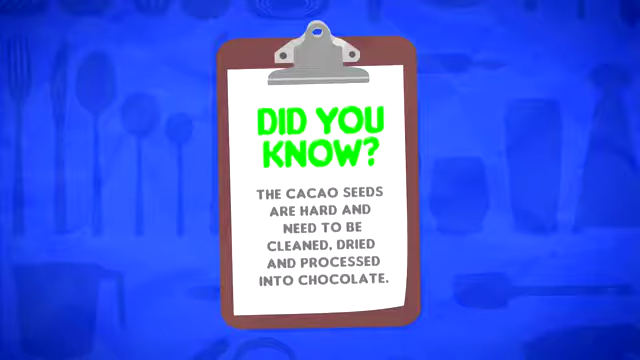 DID YOU
KNOW?
THE CACAO SEEDS
ARE HARD AND
NEED TO BE
CLEANED, DRIED
AND PROCESSED
INTO CHOCOLATE.